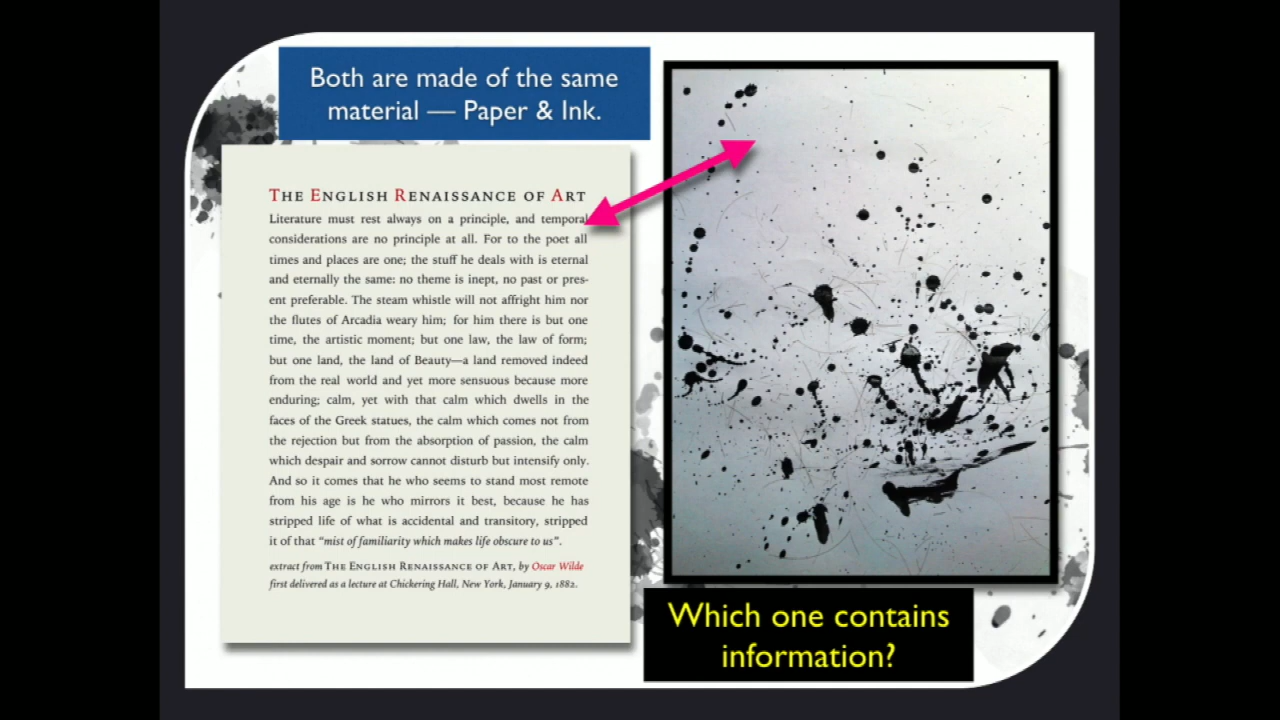 Both are made of the same
material — Paper & Ink.
THE ENGLISH RENAISSANCE OF ART
Literature must rest always on a principle, and temporal
considerations are no principle at all. For to the poet all
times and places are one; the stuff he deals with is eternal
and eternally the same: no theme is inept, no past or pres-
ent preferable. The steam whistle will not affright him nor
the flutes of Arcadia weary him; for him there is but one
time, the artistic moment; but one law, the law of form;
but one land, the land of Beauty—a land removed indeed
from the real world and yet more sensuous because more
enduring; calm, yet with that calm which dwells in the
faces of the Greek statues, the calm which comes not from
the rejection but from the absorption of passion, the calm
which despair and sorrow cannot disturb but intensify only.
And so it comes that he who seems to stand most remote
from his age is he who mirrors it best, because he has
stripped life of what is accidental and transitory, stripped
it of that “mist of familiarity which makes life obscure to us”.
extract from THE ENGLISH RENAISSANCE OF ART, by Oscar Wilde
first delivered as a lecture at Chickering Hall, New York, January 9, 1882.
Which one contains
information?